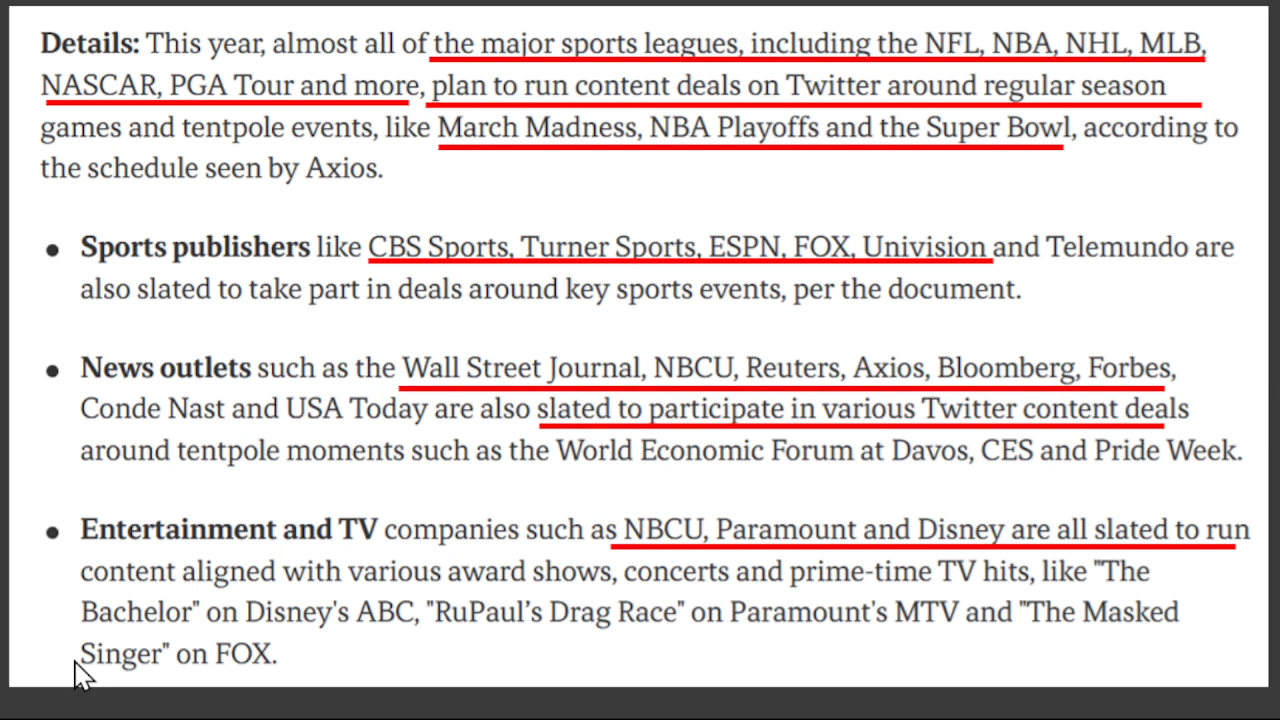 Details: This year, almost all of the major sports leagues, including the NFL, NBA, NHL, MLB,
NASCAR, PGA Tour and more, plan to run content deals on Twitter around regular season
games and tentpole events, like March Madness, NBA Playoffs and the Super Bowl, according to
the schedule seen by Axios.
• Sports publishers like CBS Sports, Turner Sports, ESPN, FOX, Univision and Telemundo are
also slated to take part in deals around key sports events, per the document.
• News outlets such as the Wall Street Journal, NBCU, Reuters, Axios, Bloomberg, Forbes,
Conde Nast and USA Today are also slated to participate in various Twitter content deals
around tentpole moments such as the World Economic Forum at Davos, CES and Pride Week.
• Entertainment and TV companies such as NBCU, Paramount and Disney are all slated to run
content aligned with various award shows, concerts and prime-time TV hits, like "The
Bachelor" on Disney's ABC, "RuPaul’s Drag Race" on Paramount's MTV and "The Masked
Singer" on FOX.